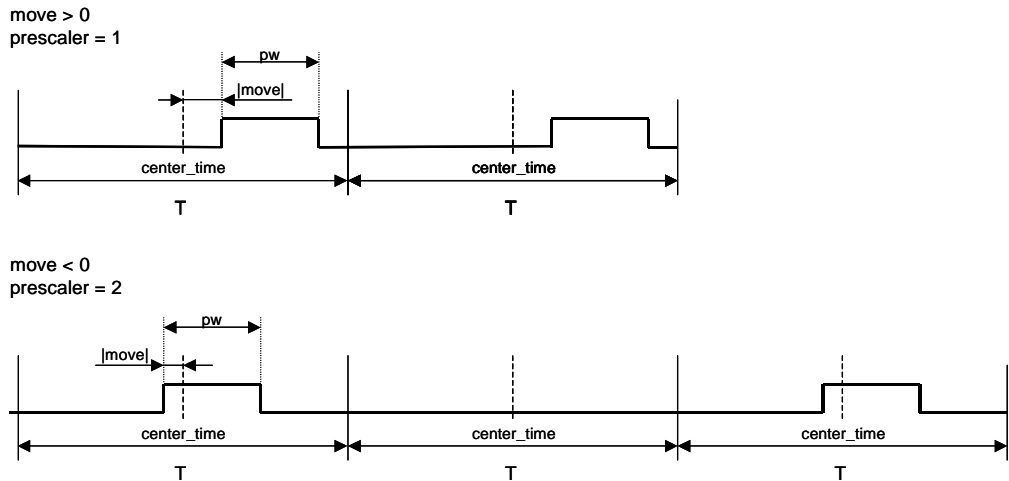 move > 0
prescaler = 1
pw
|move|
center_time
center_time
T
T
move < 0
prescaler = 2
pw
|move|
center_time
center_time
center_time
T
T
T